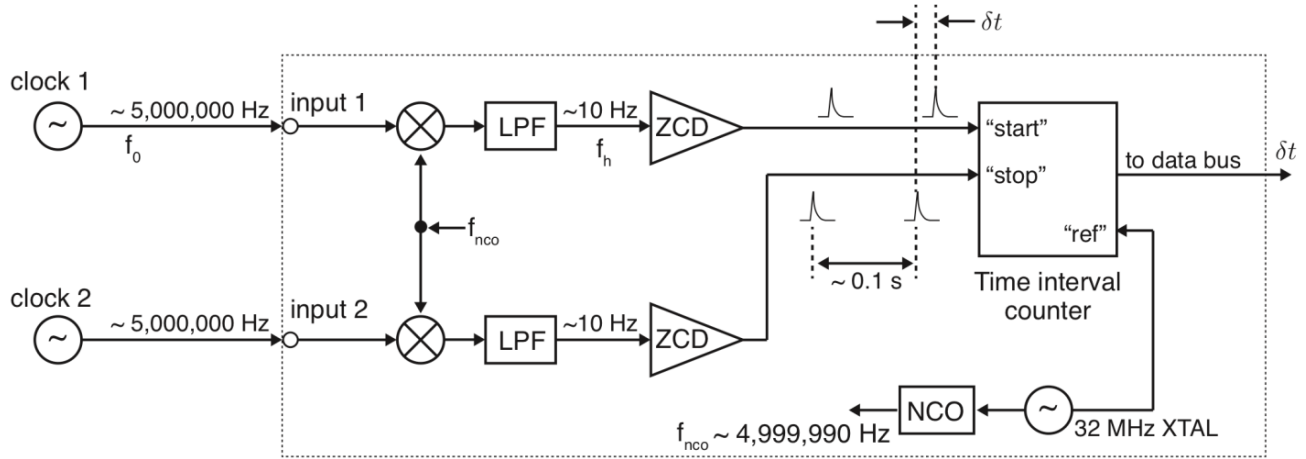 δt
clock 1
~ 5,000,000 Hz
f0
input 1
LPF
~10 Hz
fh
ZCD
"start"
"stop"
"ref"
to data bus
δt
fnco
~ 0.1 s
Time interval
counter
clock 2
~ 5,000,000 Hz
input 2
LPF
~10 Hz
ZCD
NCO
fnco ~ 4,999,990 Hz
32 MHz XTAL
~
~
~